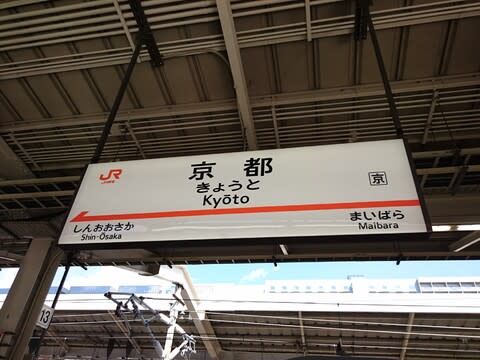 JR
京都
京
きょうと
Kyōto
しんおおさか
Shin-Ōsaka
まいばら
Maibara
13